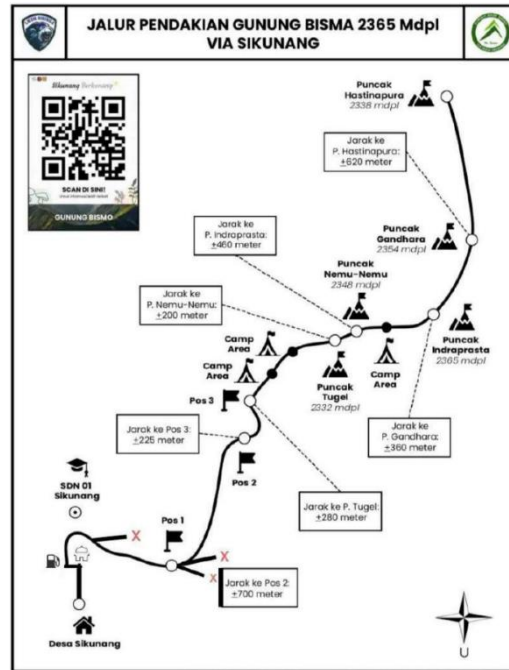 JALUR PENDAKIAN GUNUNG BISMA 2365 Mdpl
VIA SIKUNANG
Sikunang Berkenang
SCAN DI SINI!
GUNUNG BISMO
Puncak
Hastinapura
2338 mdpl
Jarak ke
P. Hastinapura:
±620 meter
Jarak ke
P. Indraprasta:
±460 meter
Puncak
Gandhara
2354 mdpl
Puncak
Nemu-Nemu
2348 mdpl
Jarak ke
P. Nemu-Nemu:
±200 meter
Camp
Area
Camp
Area
Puncak
Tugel
2332 mdpl
Camp
Area
Puncak
Indraprasta
2365 mdpl
Pos 3
Jarak ke Pos 3:
±225 meter
Jarak ke
P. Gandhara:
±360 meter
Pos 2
SDN 01
Sikunang
Jarak ke P. Tugel:
±280 meter
Pos 1
X
X
X
Jarak ke Pos 2:
±700 meter
Desa Sikunang
U